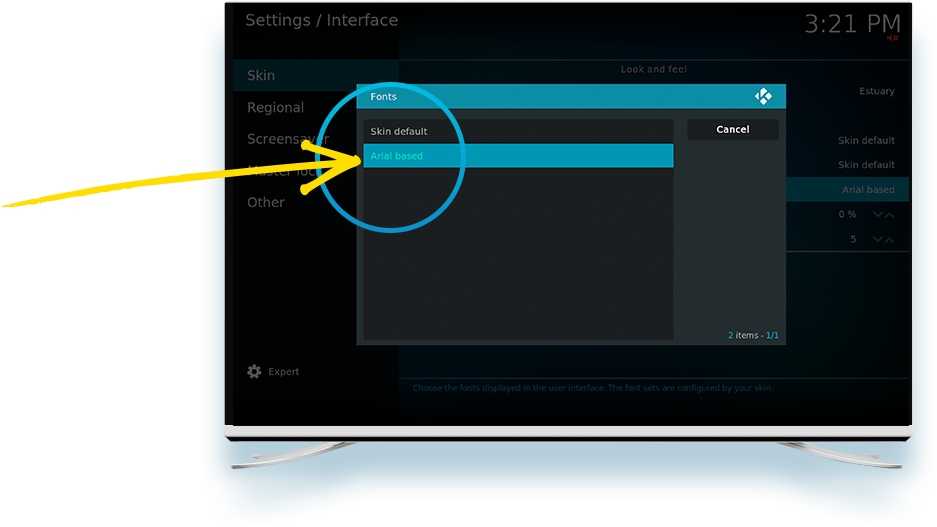 Settings / Interface
3:21 PM
Skin
Regional
Screensaver
Master lock
Other
Expert
Look and feel
Estuary
Skin default
Skin default
Arial based
0 %
5
Fonts
Skin default
Arial based
Cancel
2 items - 1/1
Choose the fonts displayed in the user interface. The font sets are configured by your skin.